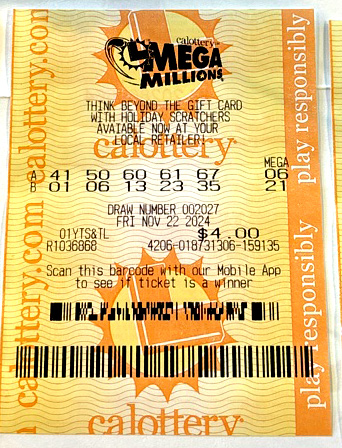 calottery
MEGA
MILLIONS
THINK BEYOND THE GIFT CARD
WITH HOLIDAY SCRATCHERS
AVAIABLE NOW AT YOUR
LOCAL RETAILER!
calottery
MEGA
A 41 50 60 61 67 06
B 01 06 13 23 35 21
DRAW NUMBER 002027
FRI NOV 22 2024
01YTS&TL $4.00
R1036868 4206-018731306-159135
Scan this barcode with our Mobile App
to see if ticket is a winner
calottery
calottery.com calottery.com
play responsibly
play responsibly